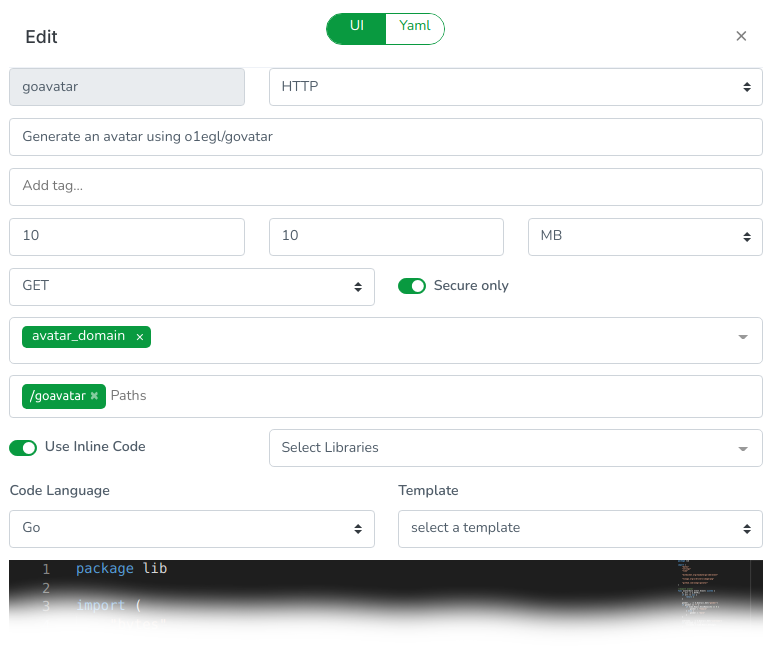 Edit
UI Yaml
×
goavatar HTTP
Generate an avatar using o1egl/govatar
Add tag...
10 10 MB
GET Secure only
avatar_domain ×
/goavatar Paths
Use Inline Code Select Libraries
Code Language Template
Go select a template
1 package lib
2
3 import (